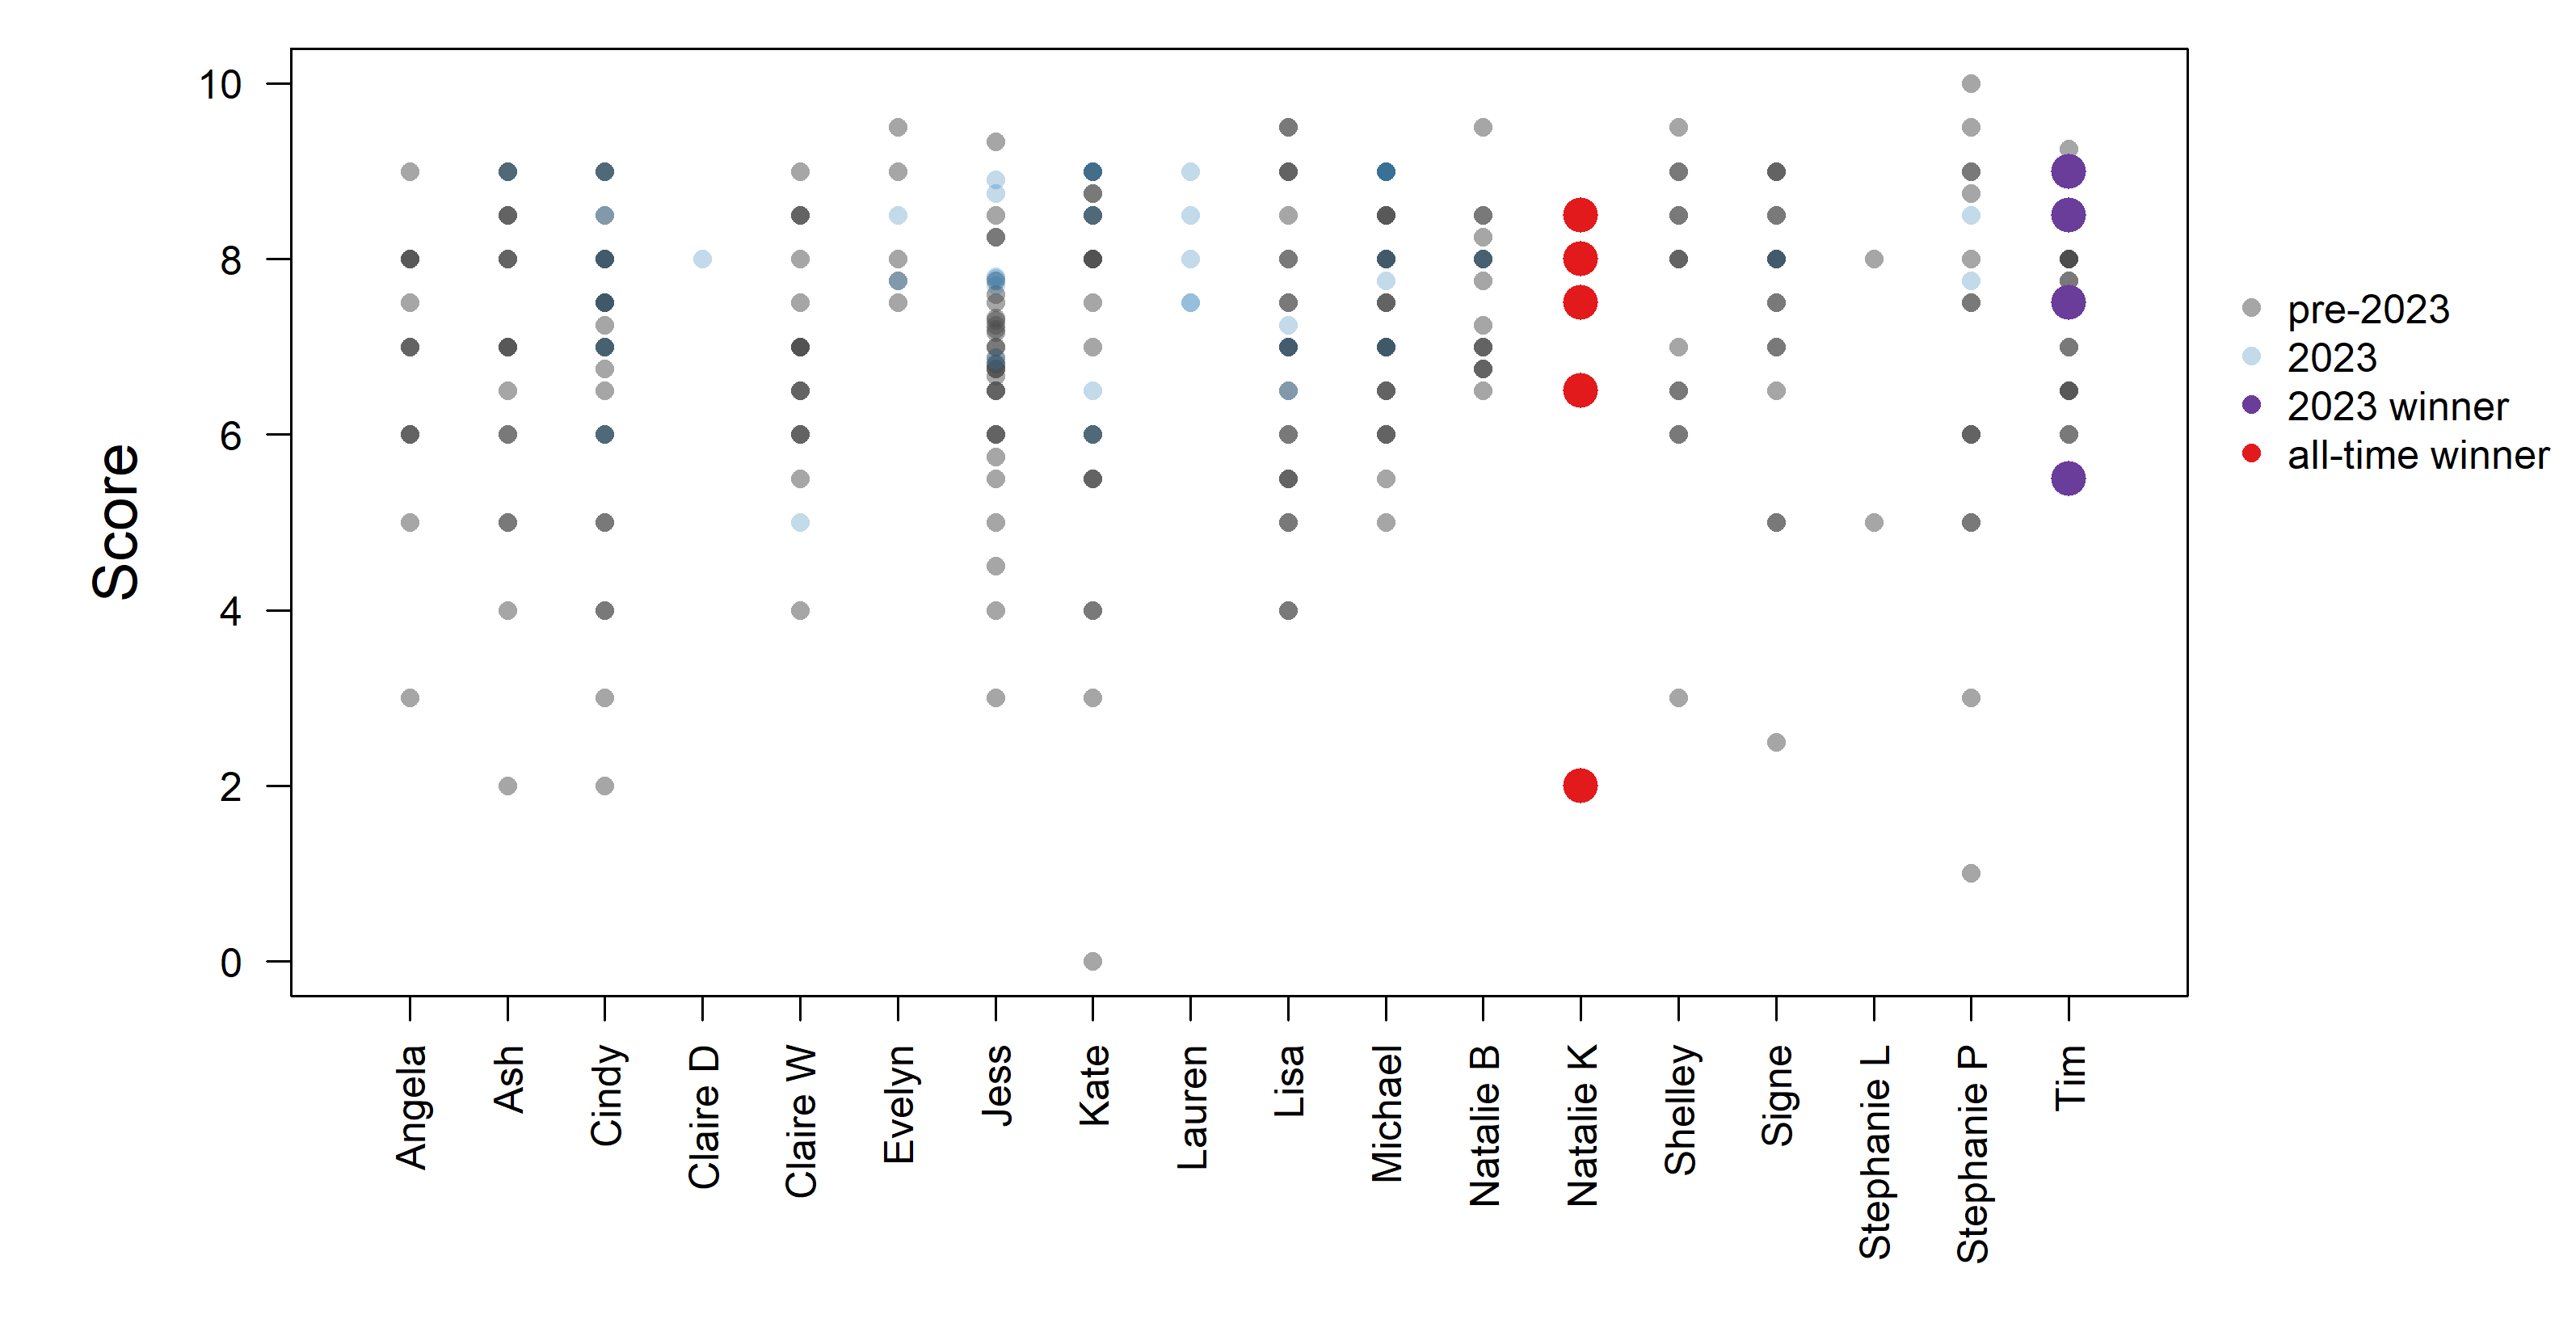 Score
10
8
6
4
2
0
Angela
Ash
Cindy
Claire D
Claire W
Evelyn
Jess
Kate
Lauren
Lisa
Michael
Natalie B
Natalie K
Shelley
Signe
Stephanie L
Stephanie P
Tim
pre-2023
2023
2023 winner
all-time winner